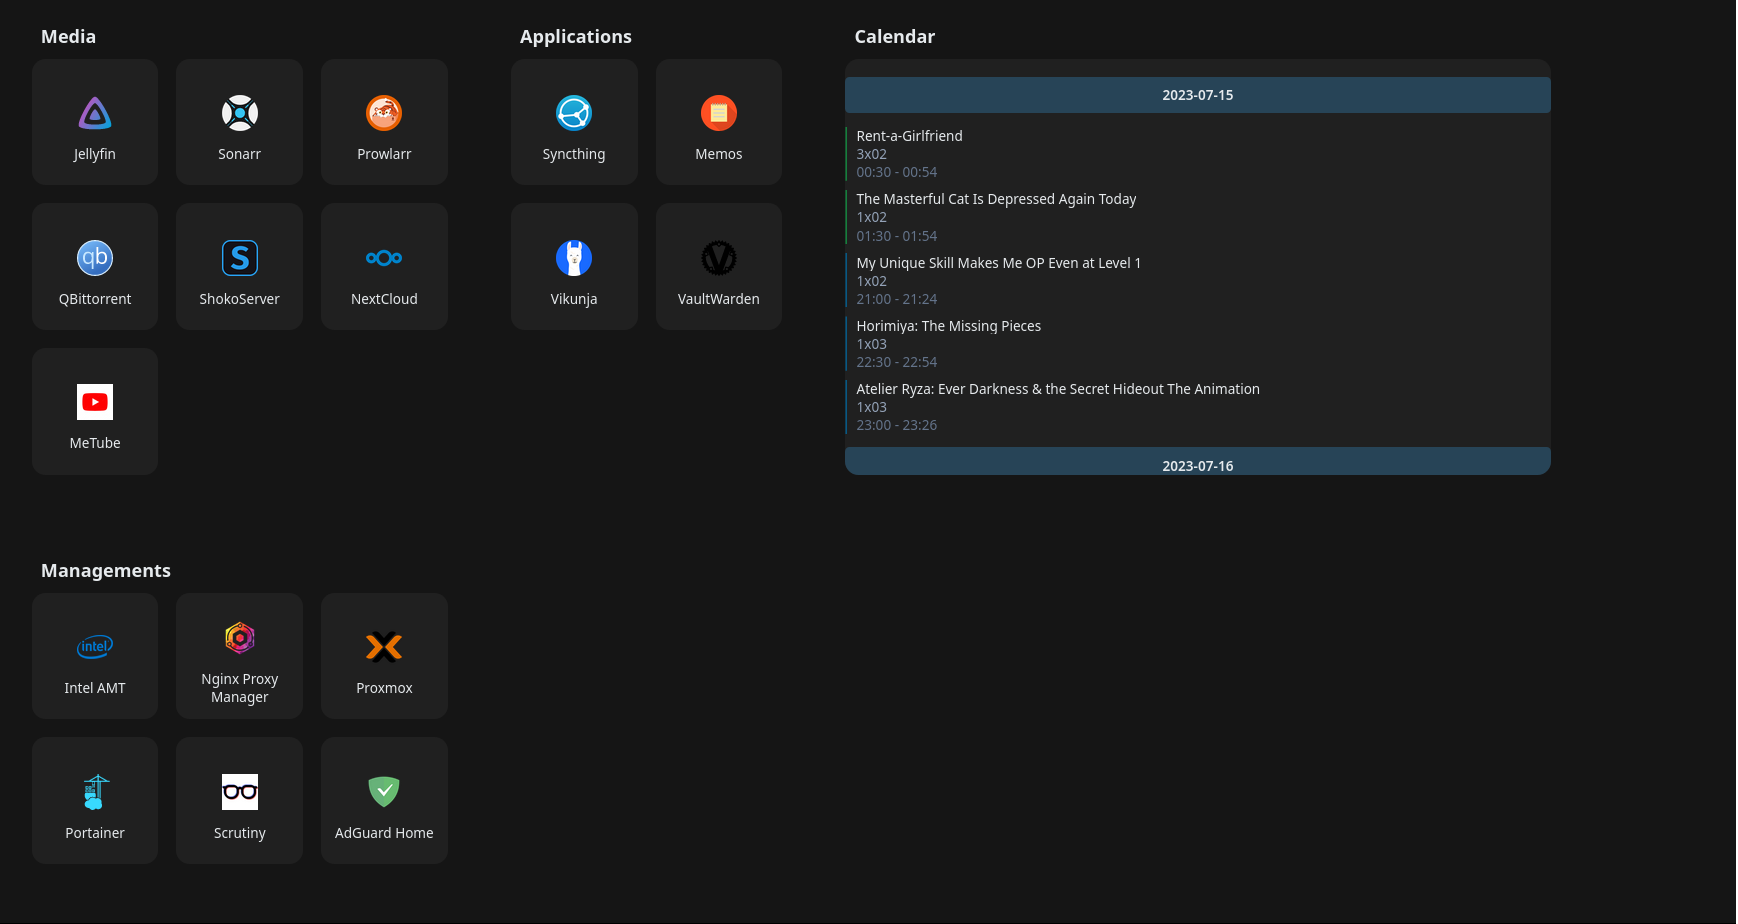 Media
Jellyfin
Sonarr
Prowlarr
qb
QBittorrent
S
ShokoServer
NextCloud
MeTube
Applications
Syncthing
Memos
Vikunja
V
VaultWarden
Calendar
2023-07-15
Rent-a-Girlfriend
3x02
00:30 - 00:54
The Masterful Cat Is Depressed Again Today
1x02
01:30 - 01:54
My Unique Skill Makes Me OP Even at Level 1
1x02
21:00 - 21:24
Horimiya: The Missing Pieces
1x03
22:30 - 22:54
Atelier Ryza: Ever Darkness & the Secret Hideout The Animation
1x03
23:00 - 23:26
2023-07-16
Managements
intel
Intel AMT
Nginx Proxy
Manager
Proxmox
Portainer
Scrutiny
AdGuard Home